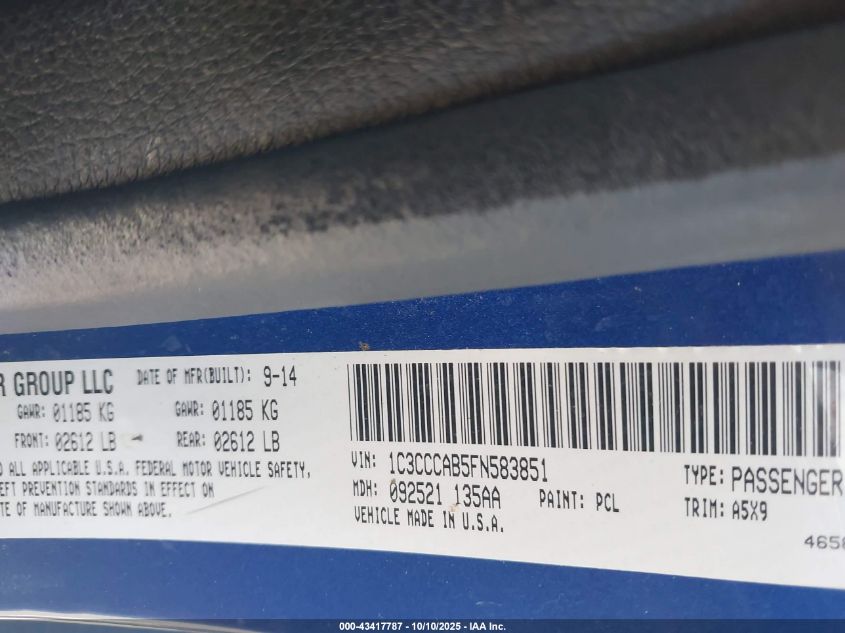 R GROUP LLC DATE OF MFR(BUILT): 9-14
GAWR: 01185 KG GAWR: 01185 KG
FRONT: 02612 LB REAR: 02612 LB
ALL APPLICABLE U.S.A. FEDERAL MOTOR VEHICLE SAFETY,
EFT PREVENTION STANDARDS IN EFFECT ON
TE OF MANUFACTURE SHOWN ABOVE.
VIN: 1C3CCCAB5FN583851 TYPE: PASSENGER
MDH: 092521 135AA PAINT: PCL TRIM: A5X9
VEHICLE MADE IN U.S.A.
465
000-43417787 - 10/10/2025 - IAA Inc.